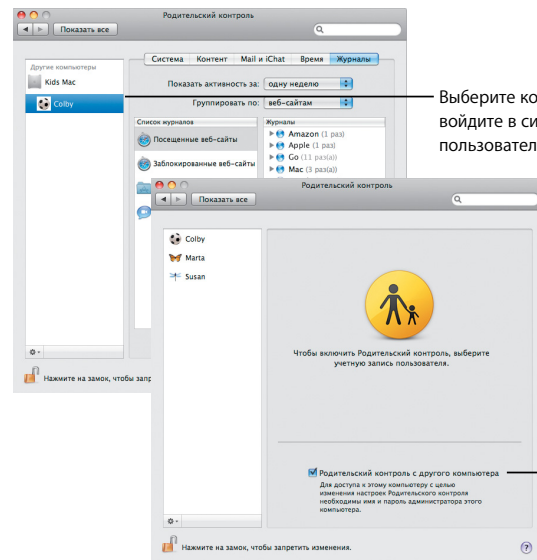 Родительский контроль
Показать все
Система Контент Mail и iChat Время Журналы
Другие компьютеры
Kids Mac
Colby
Показать активность за: одну неделю
Группировать по: веб-сайтам
Список журналов
Посещенные веб-сайты
Заблокированные веб-сайты
Журналы
Amazon (1 раз)
Apple (1 раз)
Go (11 раз(а))
Mac (3 раз(а))
Нажмите на замок, чтобы
Выберите
войдите в
Родительский контроль
Показать все
Colby
Marta
Susan
Чтобы включить Родительский контроль, выберите
учетную запись пользователя.
Родительский контроль с другого компьютера
Для доступа к этому компьютеру с целью
изменения настроек Родительского контроля
необходимы имя и пароль администратора этого
компьютера.
Нажмите на замок, чтобы запретить изменения.
?